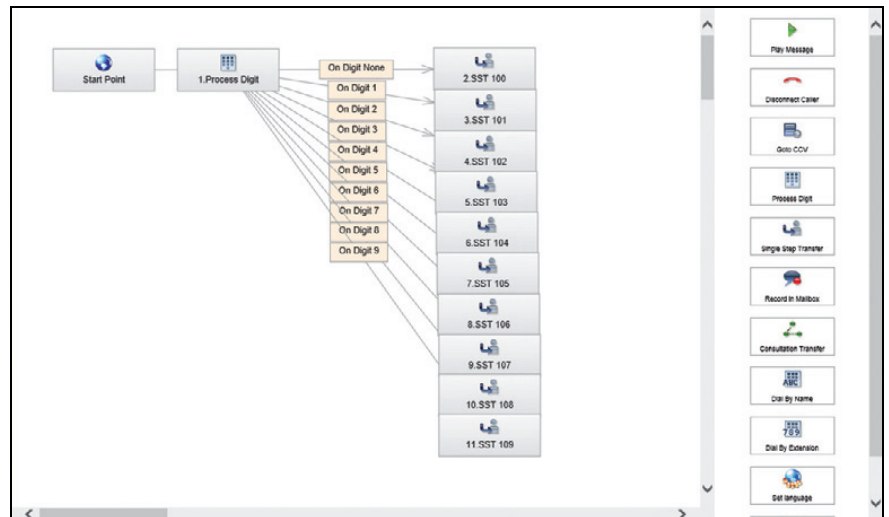 Start Point
1.Process Digit
On Digit None
On Digit 1
On Digit 2
On Digit 3
On Digit 4
On Digit 5
On Digit 6
On Digit 7
On Digit 8
On Digit 9
2.SST 100
3.SST 101
4.SST 102
5.SST 103
6.SST 104
7.SST 105
8.SST 106
9.SST 107
10.SST 108
11.SST 109
Play Message
Disconnect Caller
Goto CCV
Process Digit
Single Step Transfer
Record in Mailbox
Consultation Transfer
ABC
Dial By Name
789
Dial By Extension
Set language